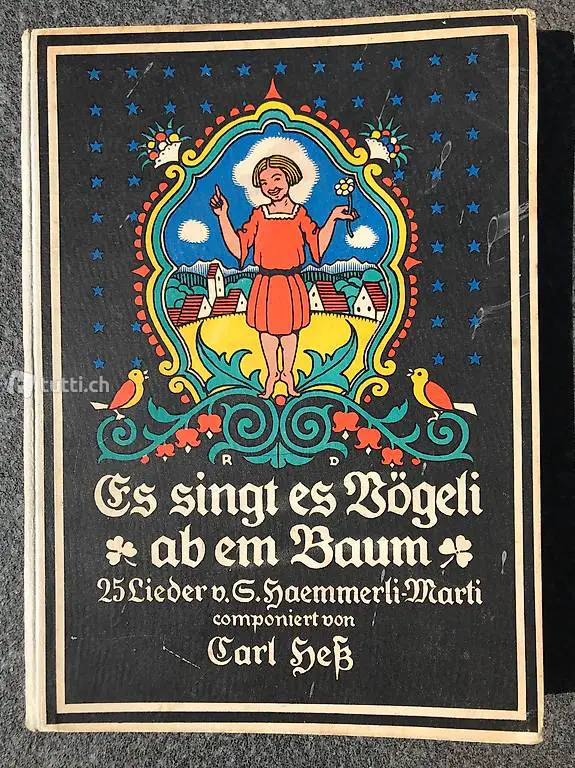 tutti.ch
R D
Es singt es Vögeli
ab em Baum
25 Lieder v. S. Haemmerli-Marti
componiert von
Carl Heß